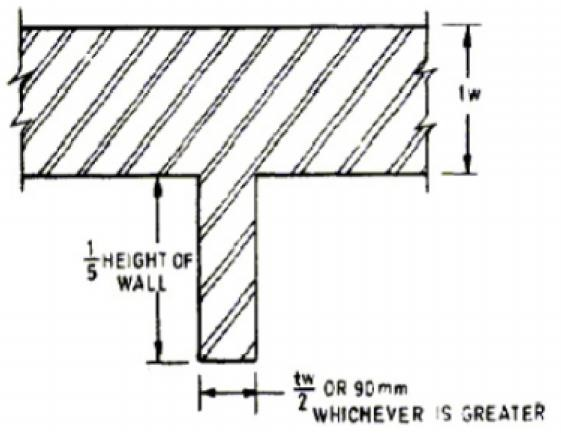 tw
1/5 HEIGHT OF
WALL
tw/2 OR 90mm
WHICHEVER IS GREATER